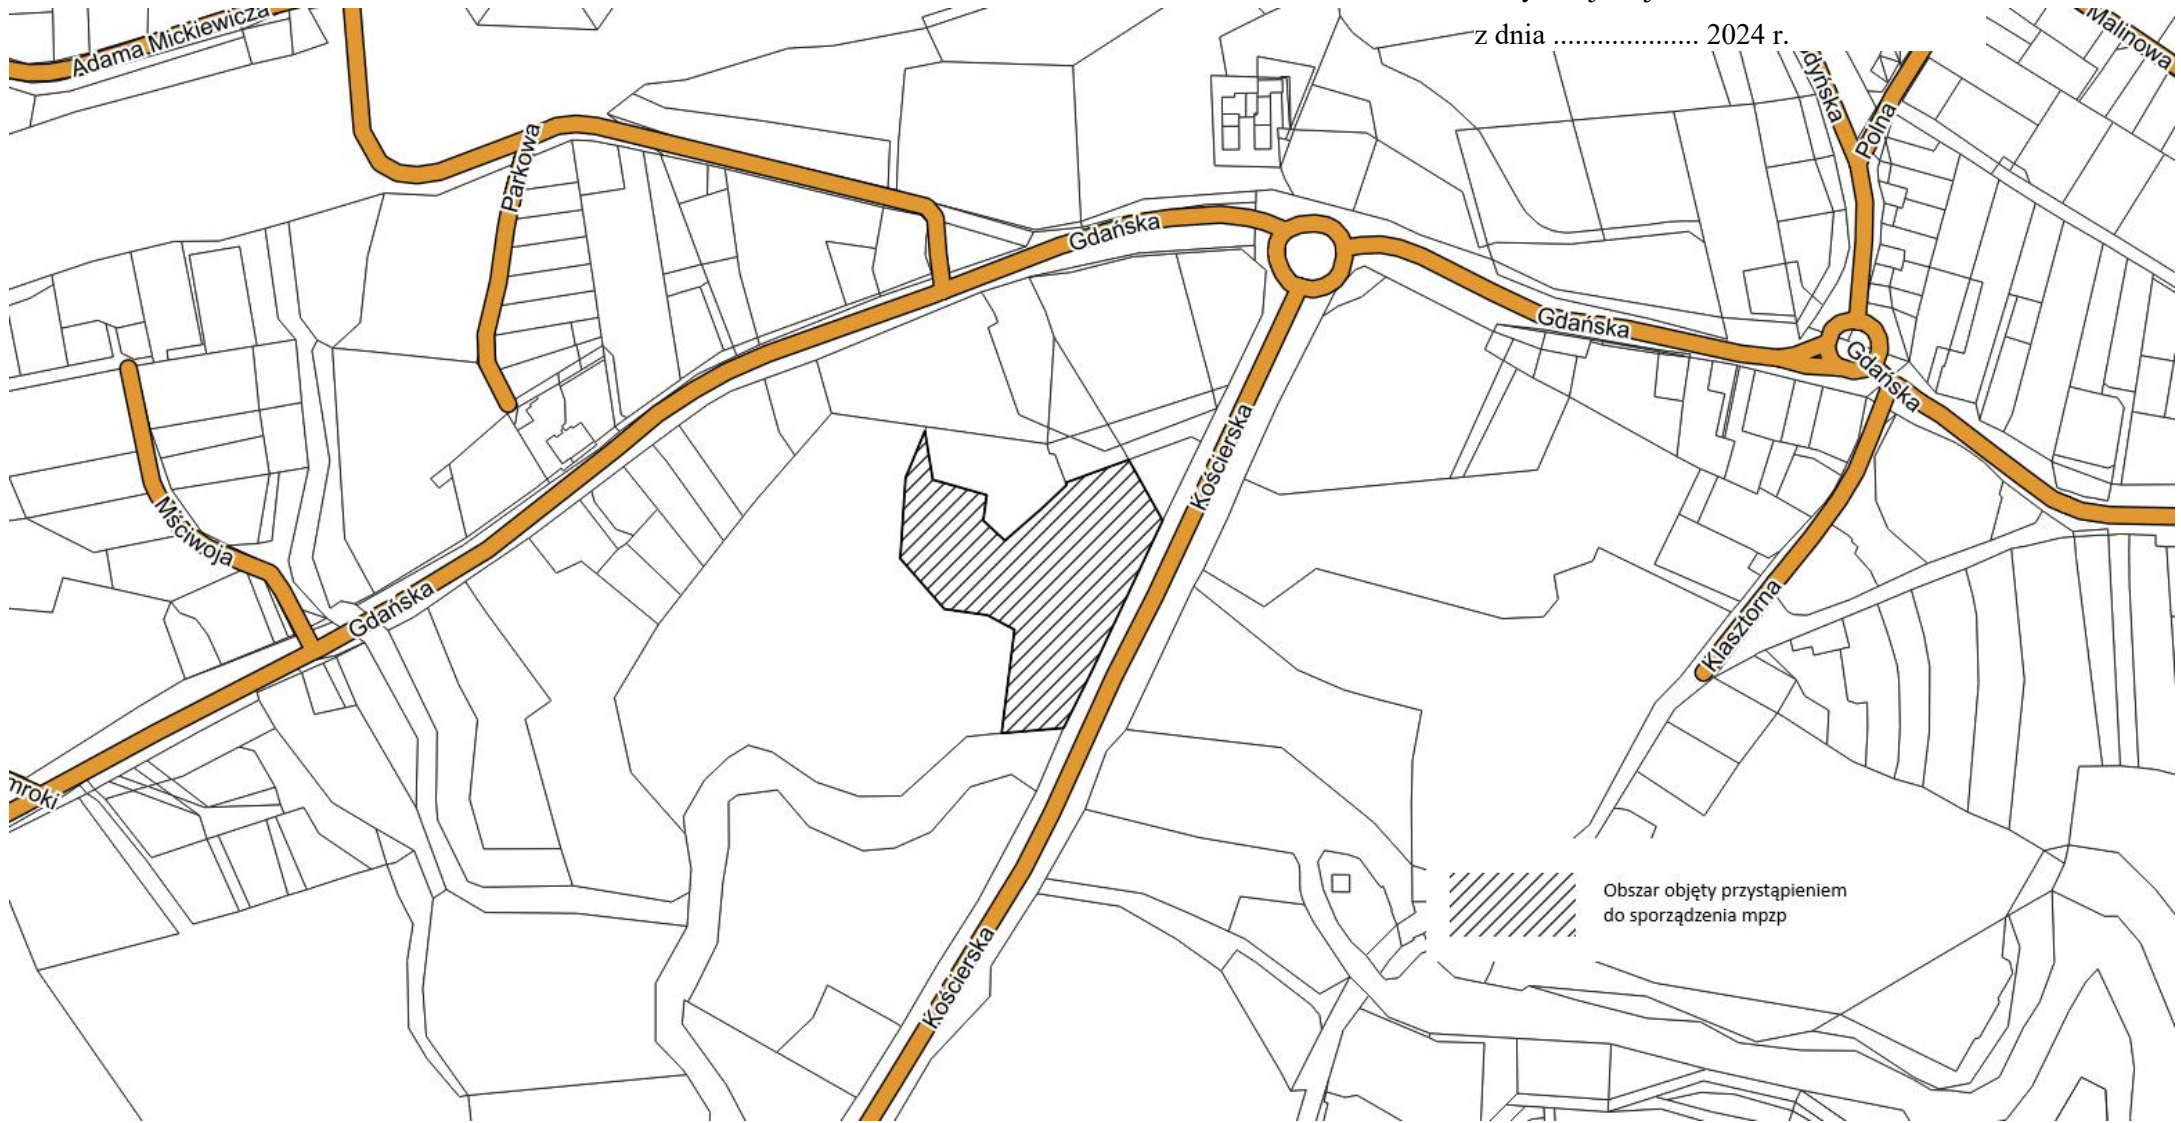 z dnia .................... 2024 r.
Adama Mickiewicza
Malinowa
Polna
Parkowa
Gdańska
Gdańska
Gdańska
Kościerska
Mściwoja
Gdańska
Klasztorna
Obszar objęty przystąpieniem
do sporządzenia mpzp
Kościerska